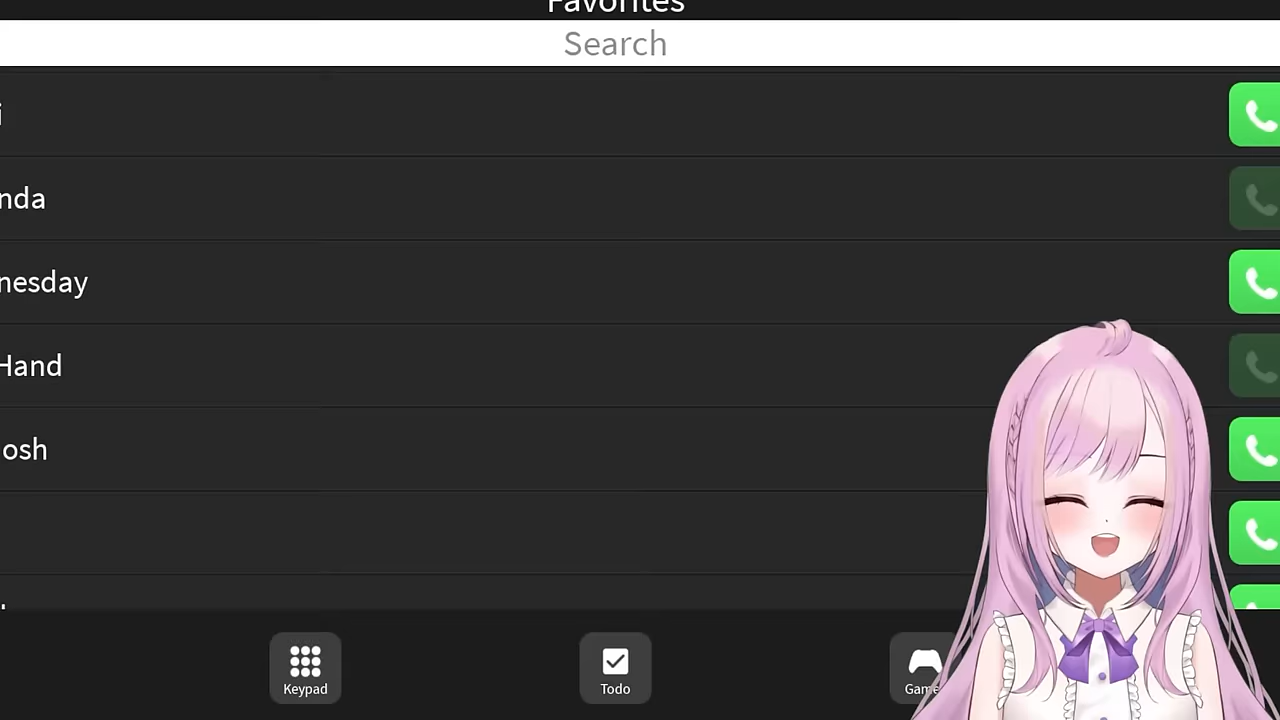 Favorites
Search
i
nda
nesday
Hand
osh
.
Keypad
Todo
Game